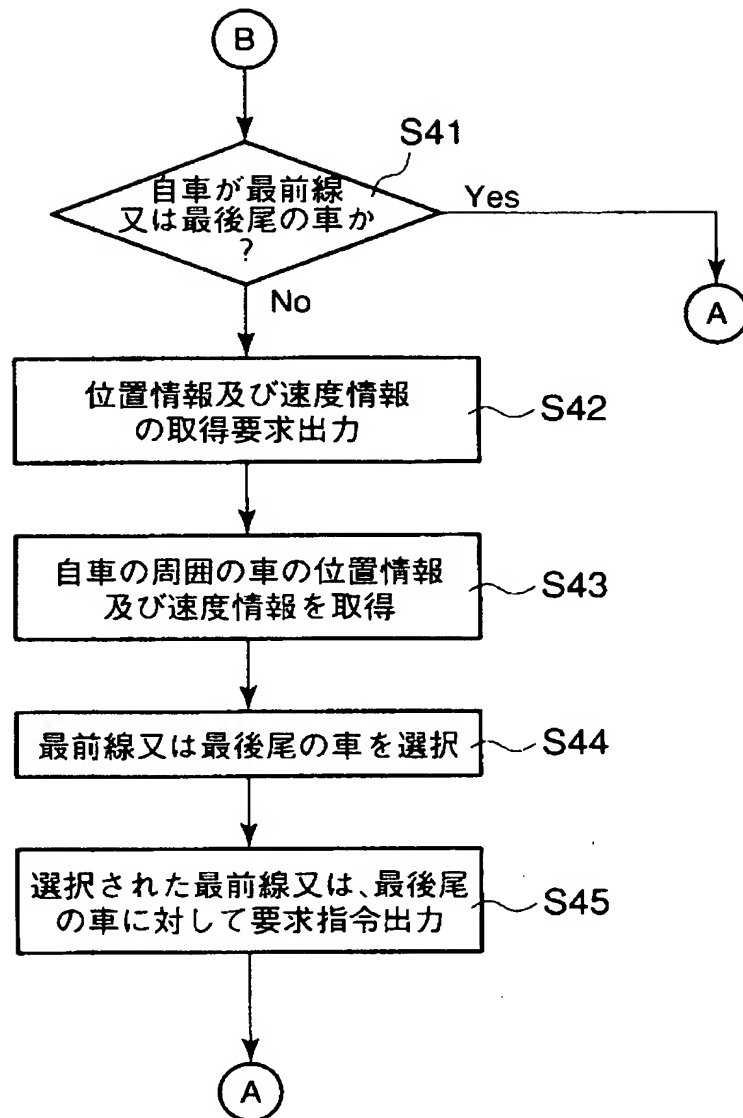 B
S41
自車が最前線
又は最後尾の車か
?
Yes
A
No
位置情報及び速度情報
の取得要求出力
S42
自車の周囲の車の位置情報
及び速度情報を取得
S43
最前線又は最後尾の車を選択
S44
選択された最前線又は、最後尾
の車に対して要求指令出力
S45
A